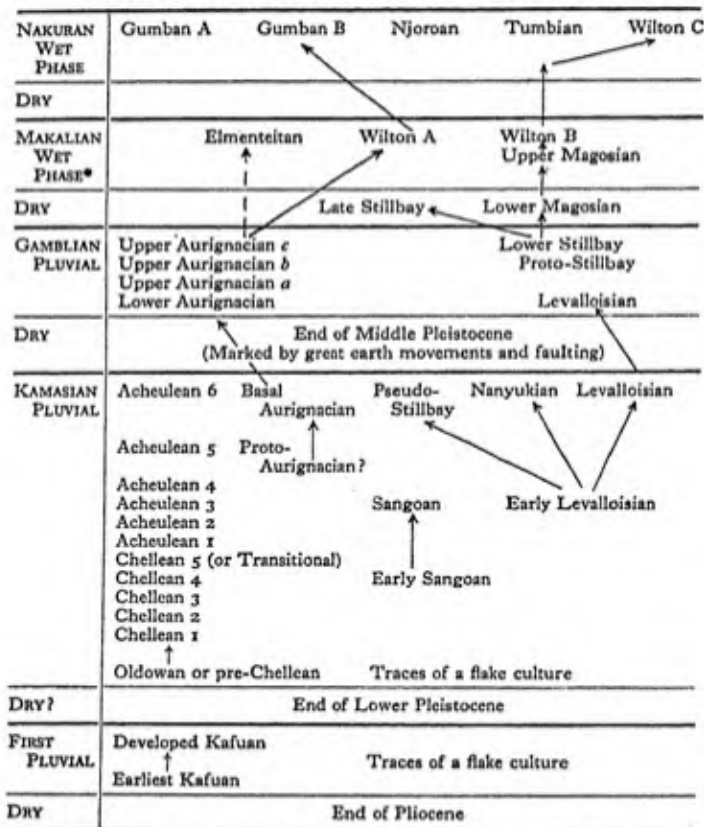 NAKURAN WET PHASE Gumban A Gumban B Njoroan Tumbian Wilton C
DRY
MAKALIAN WET PHASE* Elmenteitan Wilton A Wilton B
Upper Magosian
DRY Late Stillbay Lower Magosian
GAMBLIAN PLUVIAL Upper Aurignacian c Lower Stillbay
Upper Aurignacian b Proto-Stillbay
Upper Aurignacian a
Lower Aurignacian Levalloisian
DRY End of Middle Pleistocene
(Marked by great earth movements and faulting)
KAMASIAN PLUVIAL Acheulean 6 Basal Aurignacian Pseudo-Stillbay Nanyukian Levalloisian
Acheulean 5 Proto-Aurignacian?
Acheulean 4
Acheulean 3 Sangoan Early Levalloisian
Acheulean 2
Acheulean 1
Chellean 5 (or Transitional)
Chellean 4 Early Sangoan
Chellean 3
Chellean 2
Chellean 1
Oldowan or pre-Chellean Traces of a flake culture
DRY? End of Lower Pleistocene
FIRST PLUVIAL Developed Kafuan
Traces of a flake culture
Earliest Kafuan
DRY End of Pliocene